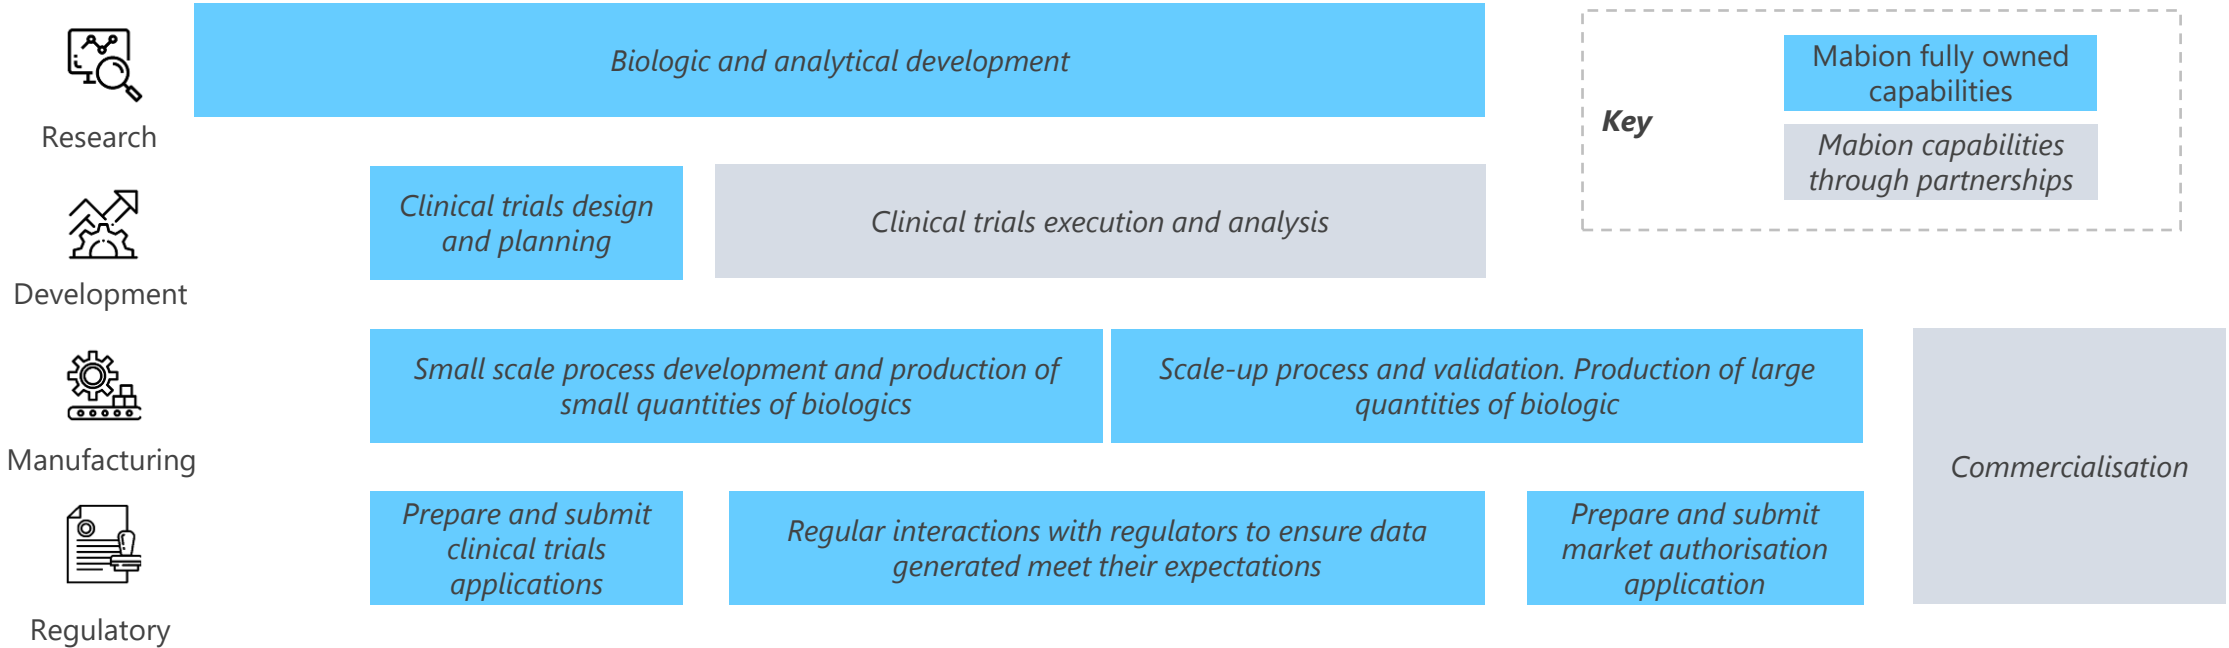 Research
Biologic and analytical development
Key
Mabion fully owned
capabilities
Mabion capabilities
through partnerships
Development
Clinical trials design
and planning
Clinical trials execution and analysis
Manufacturing
Small scale process development and production of
small quantities of biologics
Scale-up process and validation. Production of large
quantities of biologic
Commercialisation
Regulatory
Prepare and submit
clinical trials
applications
Regular interactions with regulators to ensure data
generated meet their expectations
Prepare and submit
market authorisation
application